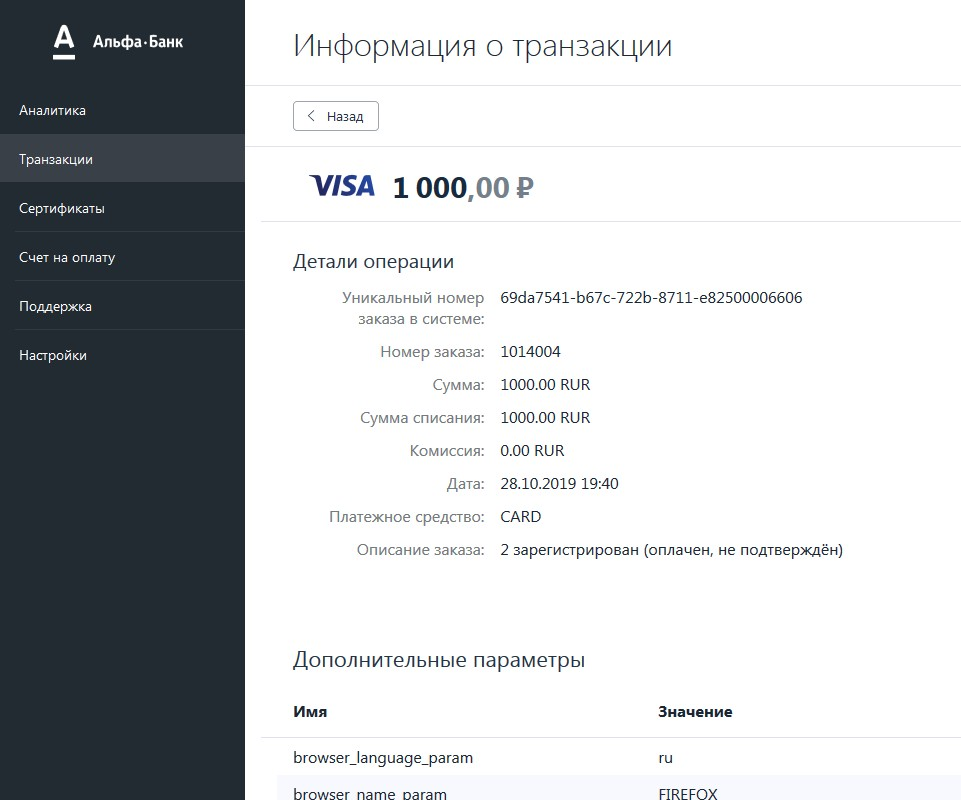 Альфа·Банк
Аналитика
Транзакции
Сертификаты
Счет на оплату
Поддержка
Настройки
Информация о транзакции
Назад
VISA 1 000,00 ₽
Детали операции
Уникальный номер 69da7541-b67c-722b-8711-e82500006606
заказа в системе:
Номер заказа: 1014004
Сумма: 1000.00 RUR
Сумма списания: 1000.00 RUR
Комиссия: 0.00 RUR
Дата: 28.10.2019 19:40
Платежное средство: CARD
Описание заказа: 2 зарегистрирован (оплачен, не подтверждён)
Дополнительные параметры
Имя Значение
browser_language_param ru
browser_name_param FIREFOX